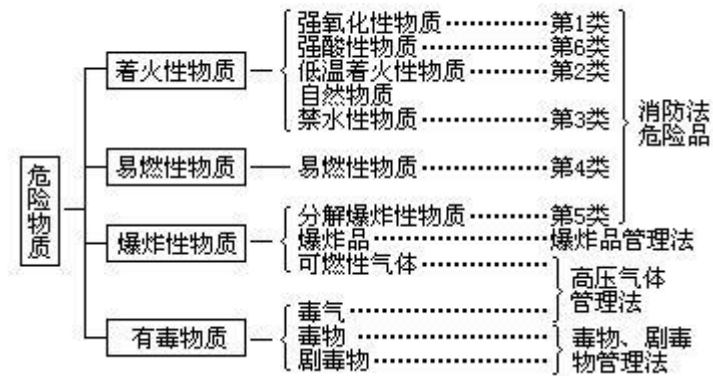 危险物质
着火性物质
强氧化性物质…………第1类
强酸性物质…………第6类
低温着火性物质…………第2类
自然物质
禁水性物质…………第3类
易燃性物质
易燃性物质…………第4类
消防法
危险品
爆炸性物质
分解爆炸性物质…………第5类
爆炸品…………爆炸品管理法
可燃性气体…………
高压气体
管理法
有毒物质
毒气…………
毒物…………
剧毒物…………
毒物、剧毒
物管理法